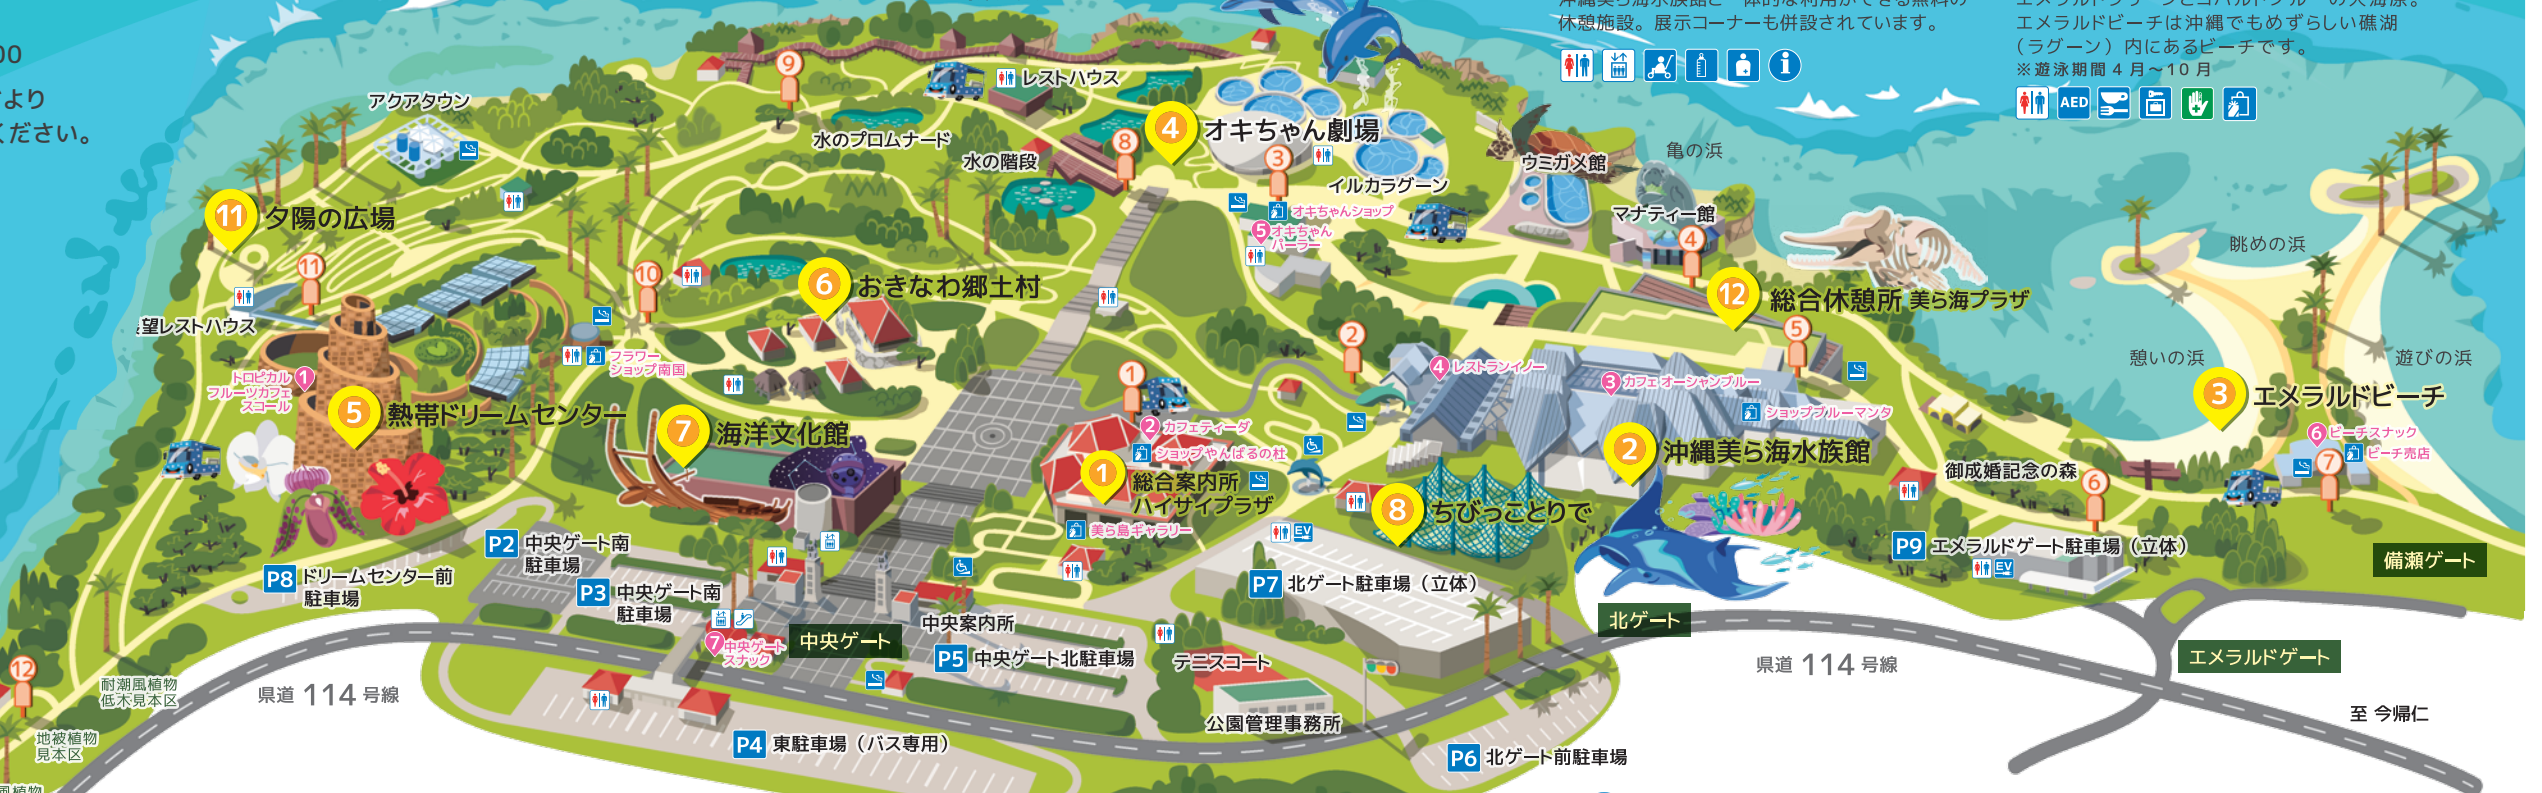 00
より
ください。
休憩施設。展示コーナーも併設されています。
エメラルドビーチは沖縄でもめずらしい礁湖
（ラグーン）内にあるビーチです。
※遊泳期間 4 月～10 月
AED
i
アクアタウン
9
レストハウス
水のプロムナード
水の階段
8
4 オキちゃん劇場
3
イルカラグーン
ウミガメ館
亀の浜
マナティー館
4
オキちゃんショップ
5 オキちゃん
パーラー
11 夕陽の広場
11
望レストハウス
10
6 おきなわ郷土村
12 総合休憩所 美ら海プラザ
5
眺めの浜
憩いの浜
遊びの浜
フラワー
ショップ南国
トロピカル 1
フルーツカフェ
スコール
5 熱帯ドリームセンター
7 海洋文化館
1
2
2 カフェティーダ
ショップやんばるの杜
1 総合案内所
ハイサイプラザ
美ら島ギャラリー
4 レストランイノー
3 カフェ オーシャンブルー
ショップブルーマンタ
2 沖縄美ら海水族館
8 ちびっことりで
3 エメラルドビーチ
6 ビーチスナック
ビーチ売店
7
御成婚記念の森
6
EV
P2 中央ゲート南
駐車場
P8 ドリームセンター前
駐車場
P3 中央ゲート南
駐車場
7 中央ゲート
スナック
中央ゲート
中央案内所
P5 中央ゲート北駐車場
P7 北ゲート駐車場（立体）
テニスコート
公園管理事務所
P4 東駐車場（バス専用）
P6 北ゲート前駐車場
北ゲート
P9 エメラルドゲート駐車場（立体）
EV
備瀬ゲート
エメラルドゲート
県道 114 号線
県道 114 号線
至 今帰仁
12
耐潮風植物
低木見本区
地被植物
見本区